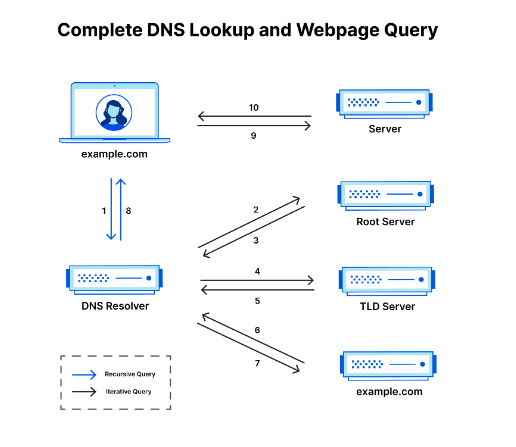 Complete DNS Lookup and Webpage Query
10
9
Server
example.com
1
8
2
3
Root Server
4
5
DNS Resolver
TLD Server
6
7
Recursive Query
Iterative Query
example.com